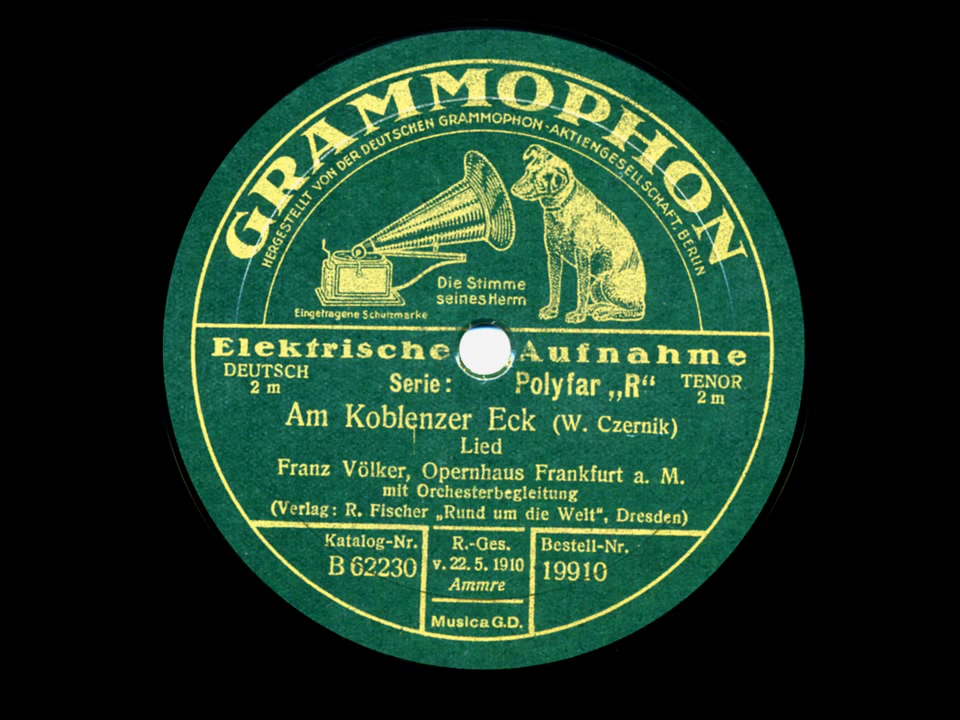 GRAMMOPHON
HERGESTELLT VON DER DEUTSCHEN GRAMMOPHON-AKTIENGESELLSCHAFT, BERLIN
Die Stimme
seines Herrn
Eingetragene Schutzmarke
Elektrische Aufnahme
DEUTSCH
2 m
Serie: Polyfar „R“
TENOR
2 m
Am Koblenzer Eck (W. Czernik)
Lied
Franz Völker, Opernhaus Frankfurt a. M.
mit Orchesterbegleitung
(Verlag: R. Fischer „Rund um die Welt“, Dresden)
Katalog-Nr.
B 62230
R.-Ges.
v. 22. 5. 1910
Ammre
Musica G.D.
Bestell-Nr.
19910